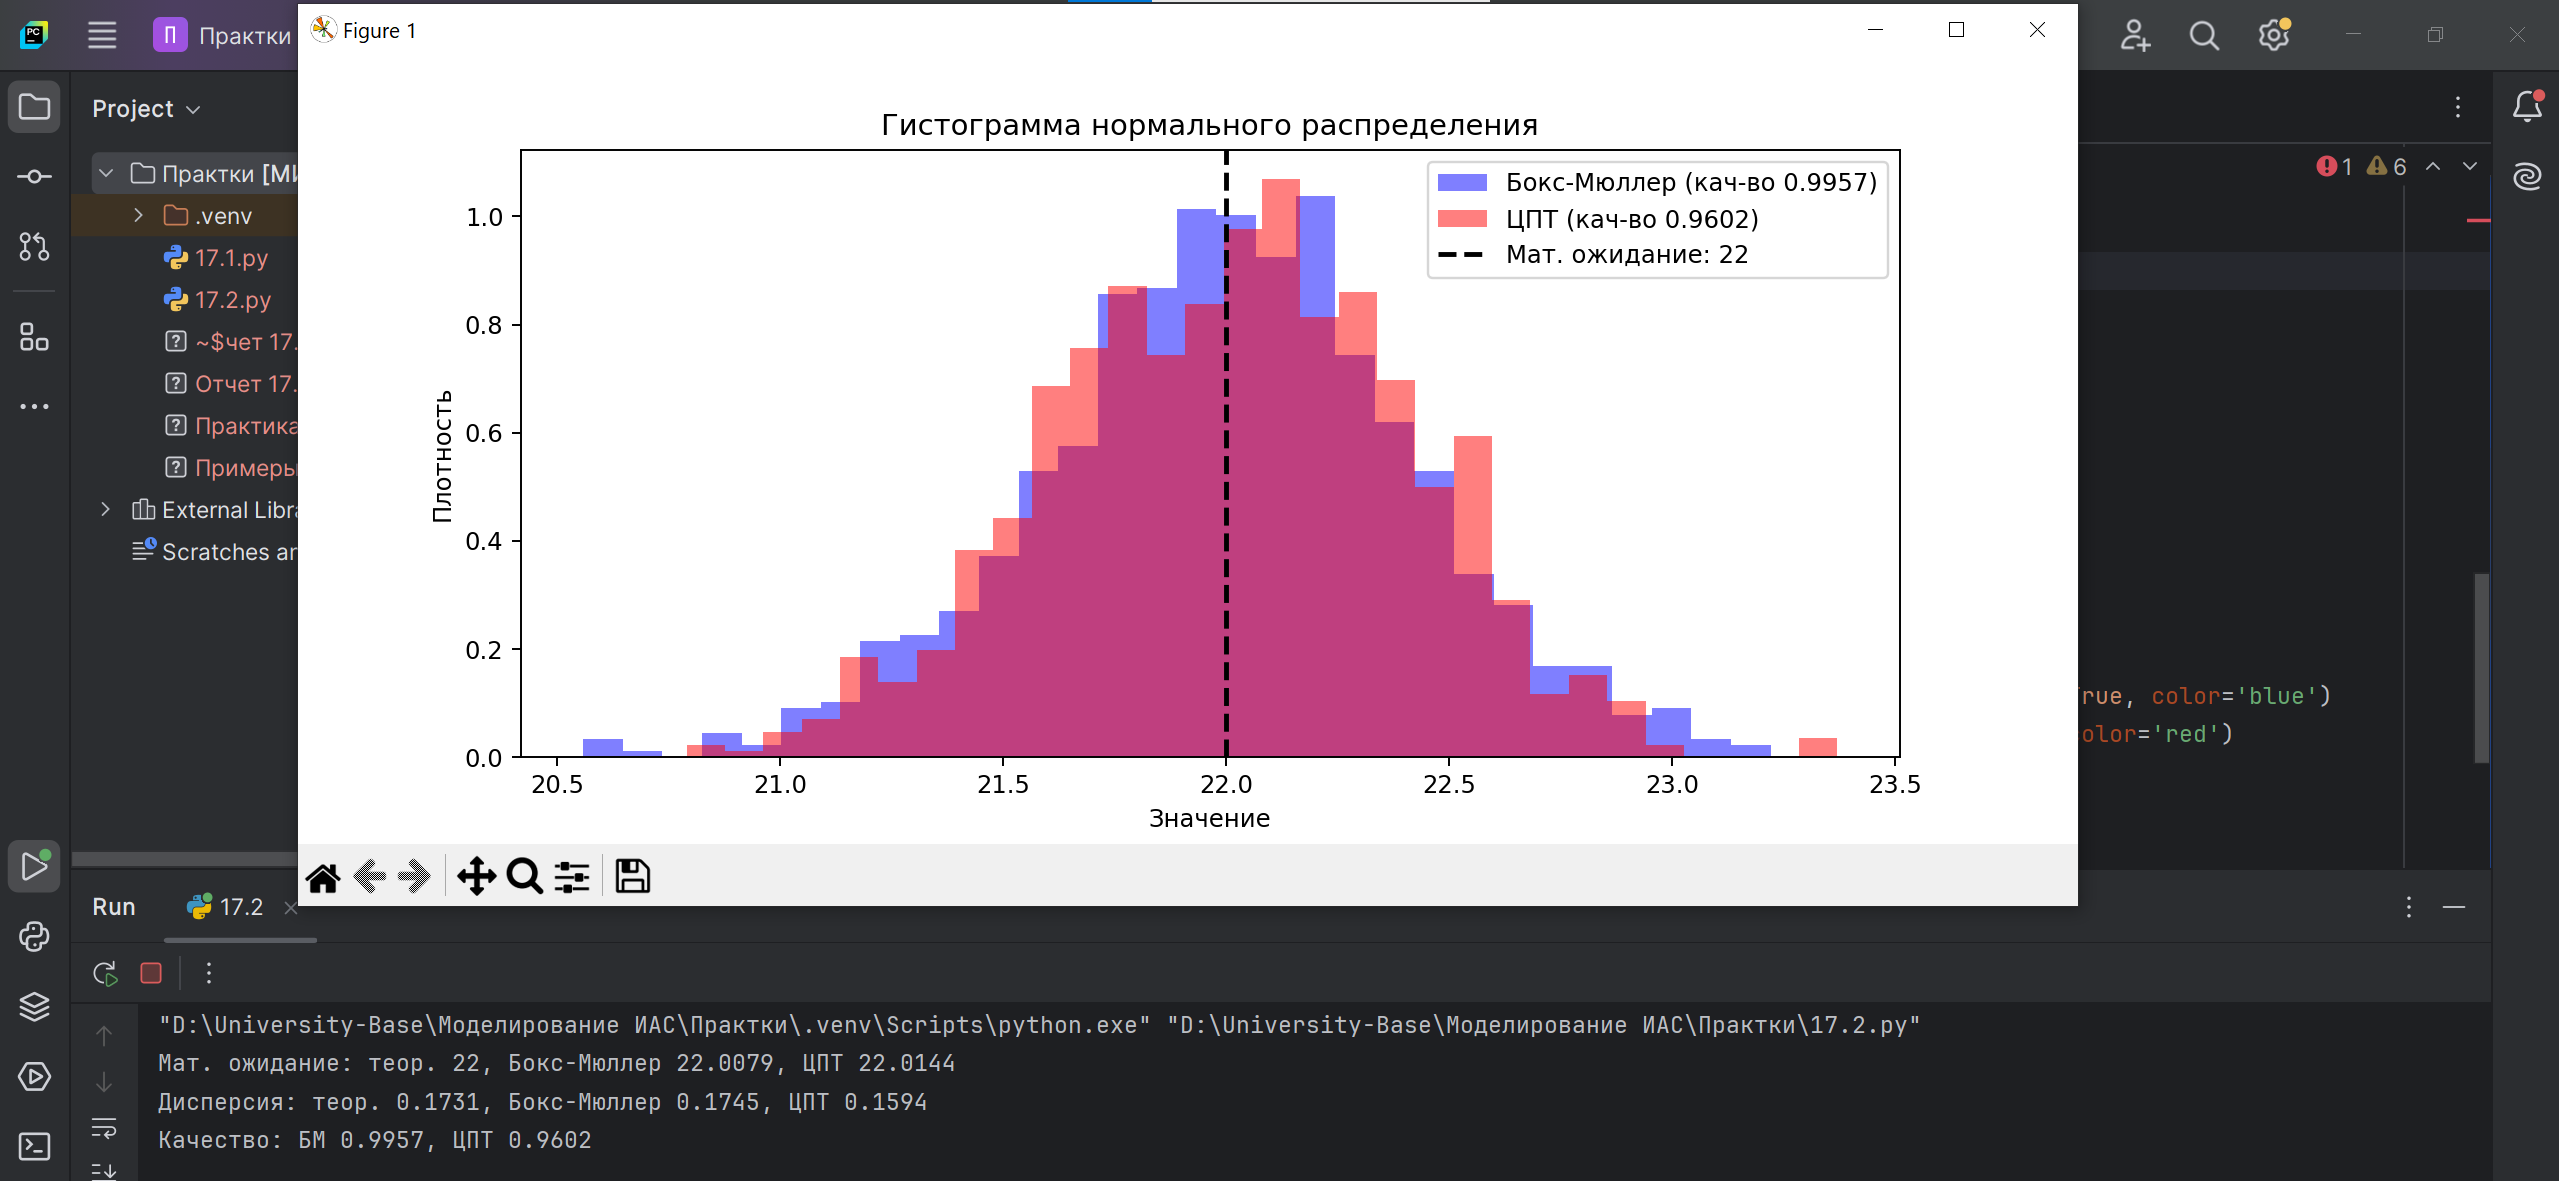 П Практки
Figure 1
Project
Практки [МИ
.venv
17.1.py
17.2.py
~$чет 17.
Отчет 17.
Практика
Примеры
External Libra
Scratches ar
1 6
Гистограмма нормального распределения
Бокс-Мюллер (кач-во 0.9957)
ЦПТ (кач-во 0.9602)
Мат. ожидание: 22
Плотность
1.0
0.8
0.6
0.4
0.2
0.0
20.5 21.0 21.5 22.0 22.5 23.0 23.5
Значение
rue, color='blue')
olor='red')
Run 17.2
"D:\University-Base\Моделирование ИАС\Практки\.venv\Scripts\python.exe" "D:\University-Base\Моделирование ИАС\Практки\17.2.py"
Мат. ожидание: теор. 22, Бокс-Мюллер 22.0079, ЦПТ 22.0144
Дисперсия: теор. 0.1731, Бокс-Мюллер 0.1745, ЦПТ 0.1594
Качество: БМ 0.9957, ЦПТ 0.9602